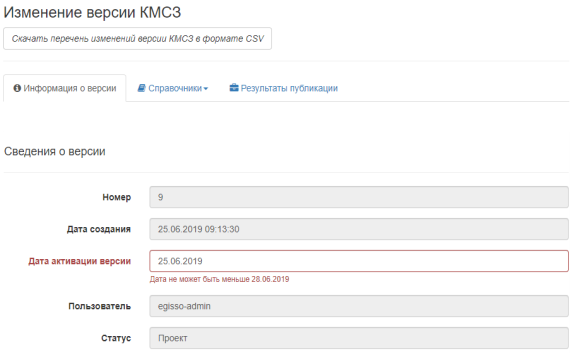 Изменение версии КМСЗ
Скачать перечень изменений версии КМСЗ в формате CSV
Информация о версии Справочники Результаты публикации
Сведения о версии
Номер 9
Дата создания 25.06.2019 09:13:30
Дата активации версии 25.06.2019
Дата не может быть меньше 28.06.2019
Пользователь egisso-admin
Статус Проект